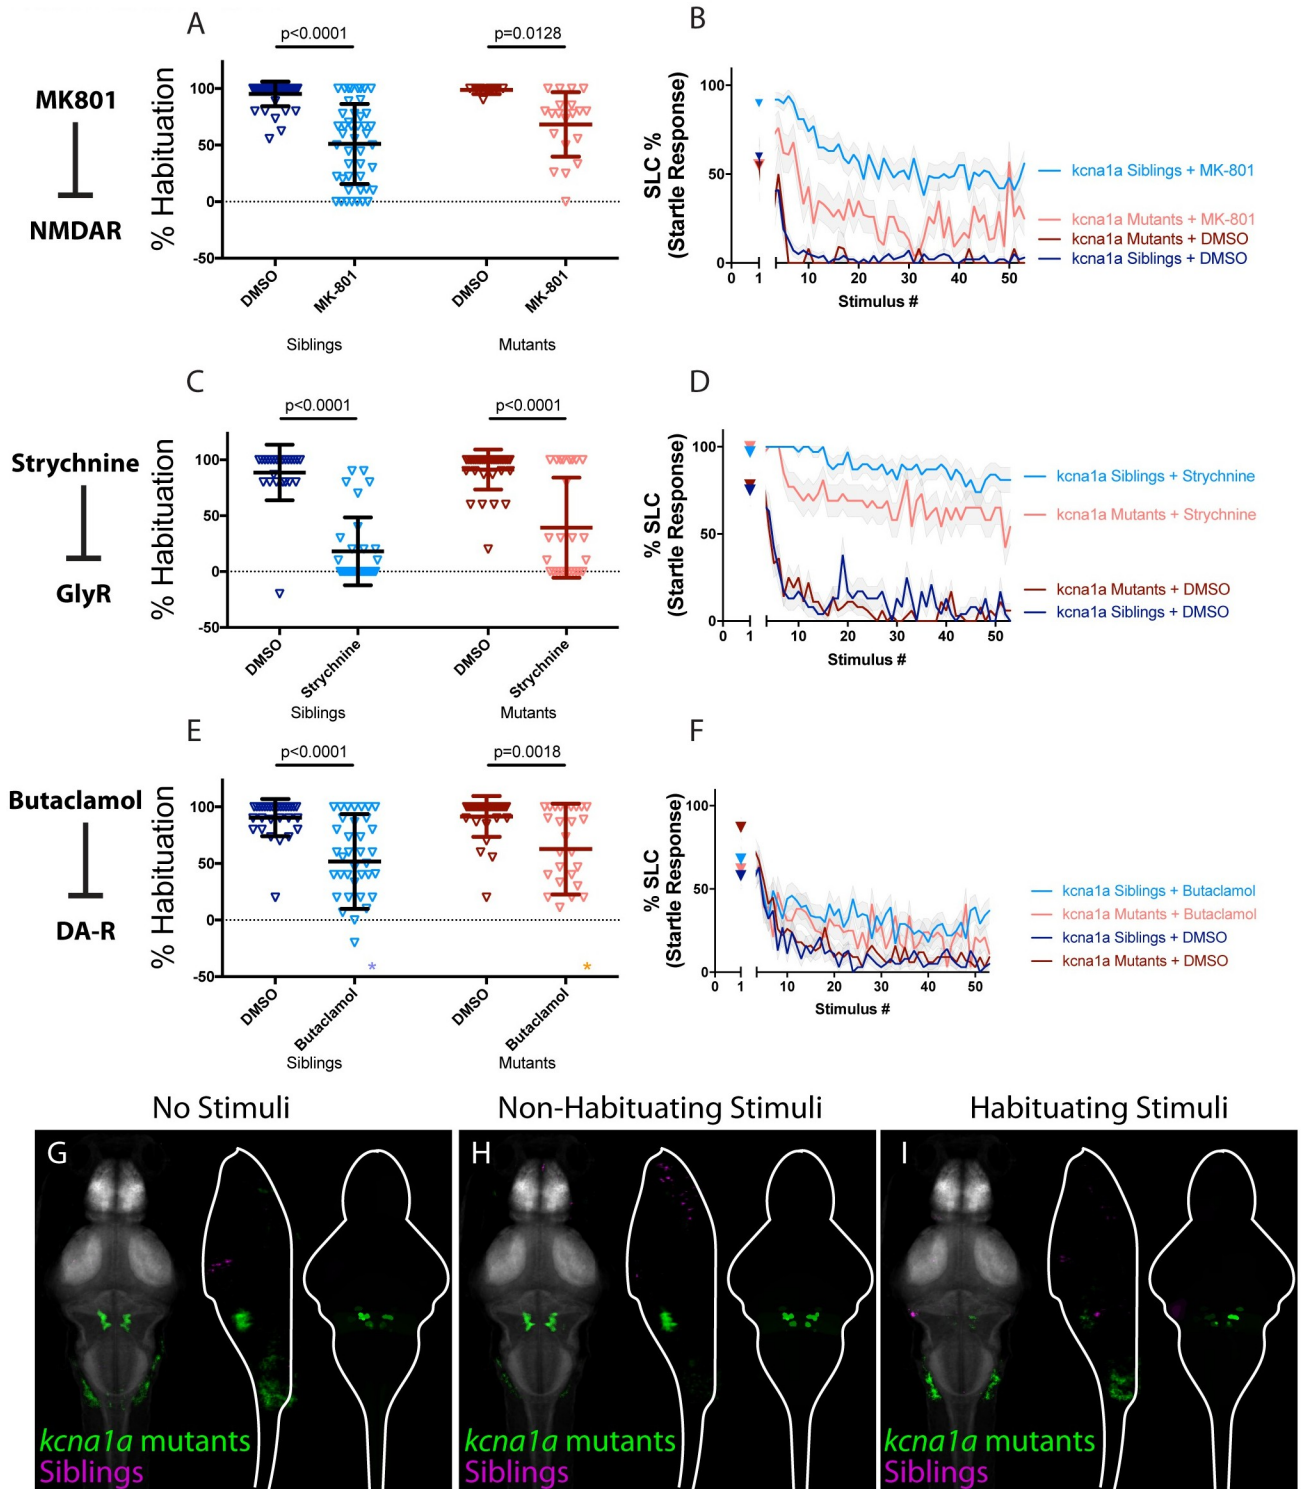 A
p<0.0001
p=0.0128
MK801
NMDAR
% Habituation
100
50
0
-50
DMSO
MK-801
DMSO
MK-801
Siblings
Mutants
B
SLC %
(Startle Response)
100
50
0
0
1
10
20
30
40
50
Stimulus #
kcna1a Siblings + MK-801
kcna1a Mutants + MK-801
kcna1a Mutants + DMSO
kcna1a Siblings + DMSO
C
p<0.0001
p<0.0001
Strychnine
GlyR
% Habituation
100
50
0
-50
DMSO
Strychnine
DMSO
Strychnine
Siblings
Mutants
D
% SLC
(Startle Response)
100
50
0
0
1
10
20
30
40
50
Stimulus #
kcna1a Siblings + Strychnine
kcna1a Mutants + Strychnine
kcna1a Mutants + DMSO
kcna1a Siblings + DMSO
E
p<0.0001
p=0.0018
Butaclamol
DA-R
% Habituation
100
50
0
-50
*
*
DMSO
Butaclamol
DMSO
Butaclamol
Siblings
Mutants
F
% SLC
(Startle Response)
100
50
0
0
1
10
20
30
40
50
Stimulus #
kcna1a Siblings + Butaclamol
kcna1a Mutants + Butaclamol
kcna1a Siblings + DMSO
kcna1a Mutants + DMSO
No Stimuli
Non-Habituating Stimuli
Habituating Stimuli
G
kcna1a mutants
Siblings
H
kcna1a mutants
Siblings
I
kcna1a mutants
Siblings